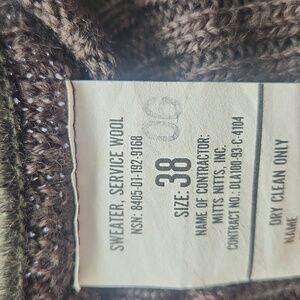 SWEATER, SERVICE WOOL
NSN: 8405-01-192-9168
SIZE: 38
06
NAME OF CONTRACTOR:
MITTS NITTS, INC.
CONTRACT NO.: DLA100-93-C-4104
DRY CLEAN ONLY
NAME